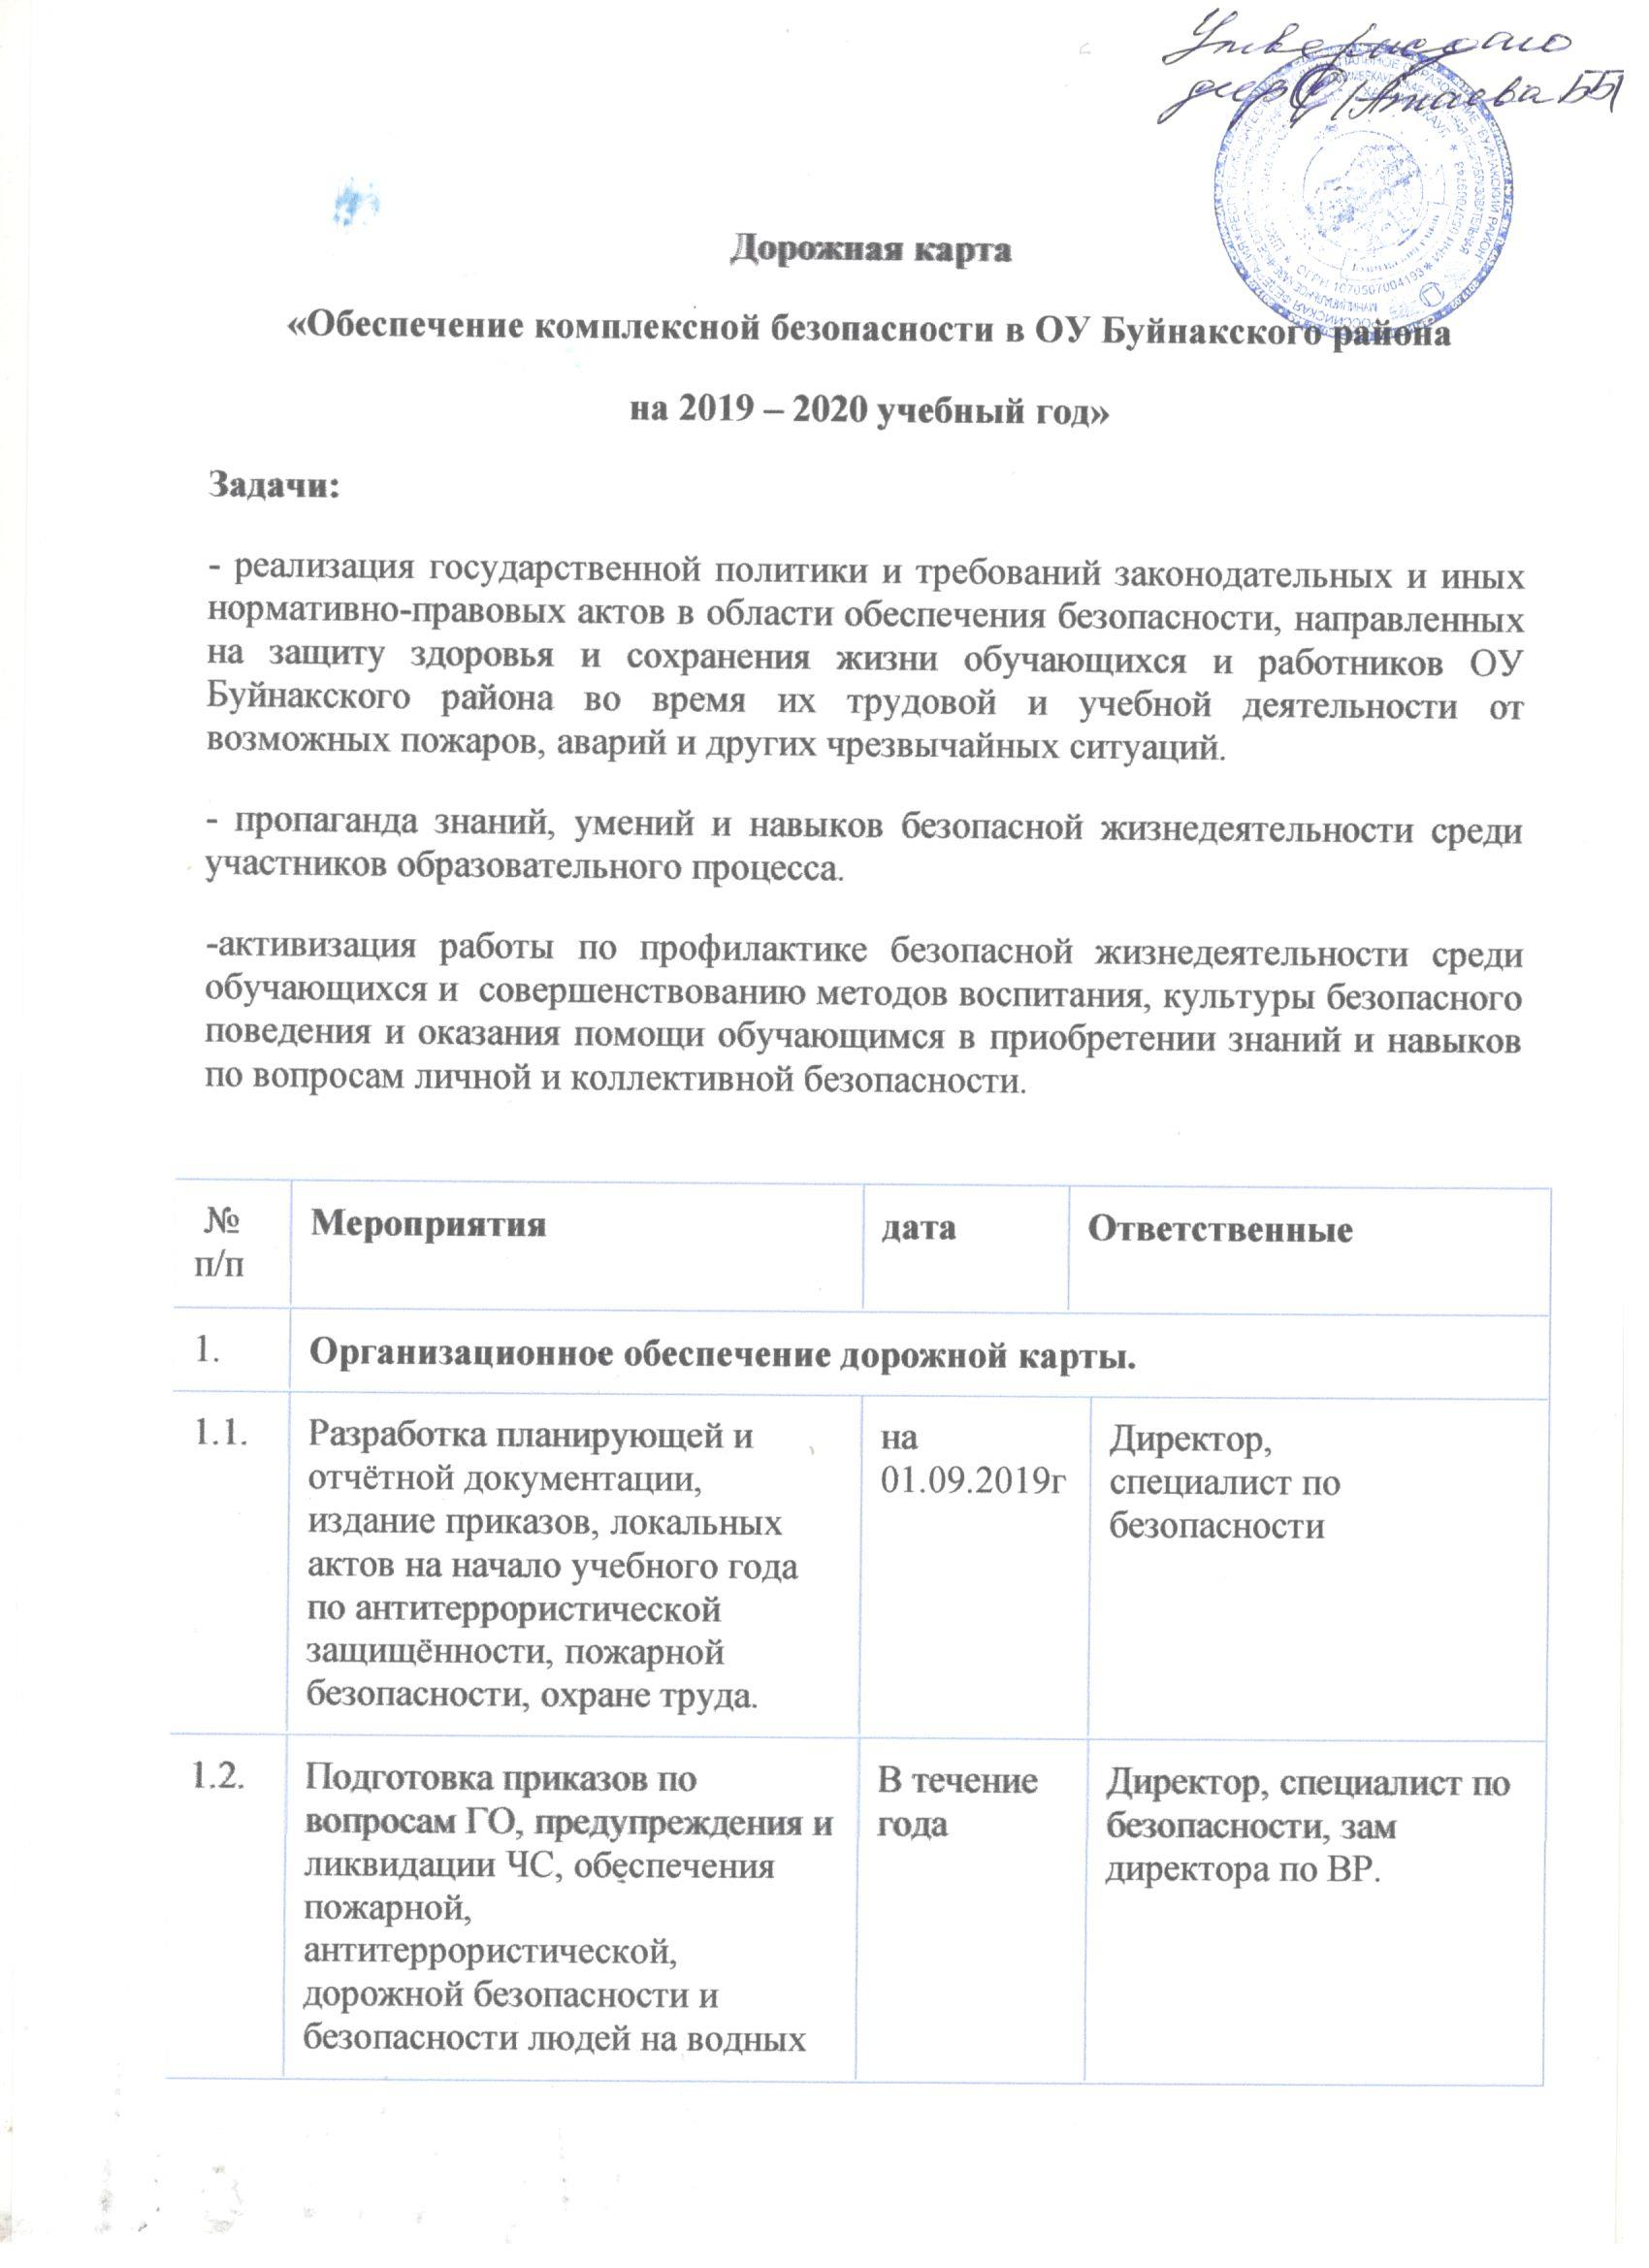 Утверждаю
дир Атаева ББ
Дорожная карта
«Обеспечение комплексной безопасности в ОУ Буйнакского района
на 2019 – 2020 учебный год»
Задачи:
- реализация государственной политики и требований законодательных и иных
нормативно-правовых актов в области обеспечения безопасности, направленных
на защиту здоровья и сохранения жизни обучающихся и работников ОУ
Буйнакского района во время их трудовой и учебной деятельности от
возможных пожаров, аварий и других чрезвычайных ситуаций.
- пропаганда знаний, умений и навыков безопасной жизнедеятельности среди
участников образовательного процесса.
-активизация работы по профилактике безопасной жизнедеятельности среди
обучающихся и совершенствованию методов воспитания, культуры безопасного
поведения и оказания помощи обучающимся в приобретении знаний и навыков
по вопросам личной и коллективной безопасности.
№ Мероприятия дата Ответственные
п/п
1. Организационное обеспечение дорожной карты.
1.1. Разработка планирующей и на Директор,
отчётной документации, 01.09.2019г специалист по
издание приказов, локальных безопасности
актов на начало учебного года
по антитеррористической
защищённости, пожарной
безопасности, охране труда.
1.2. Подготовка приказов по В течение Директор, специалист по
вопросам ГО, предупреждения и года безопасности, зам
ликвидации ЧС, обеспечения директора по ВР.
пожарной,
антитеррористической,
дорожной безопасности и
безопасности людей на водных